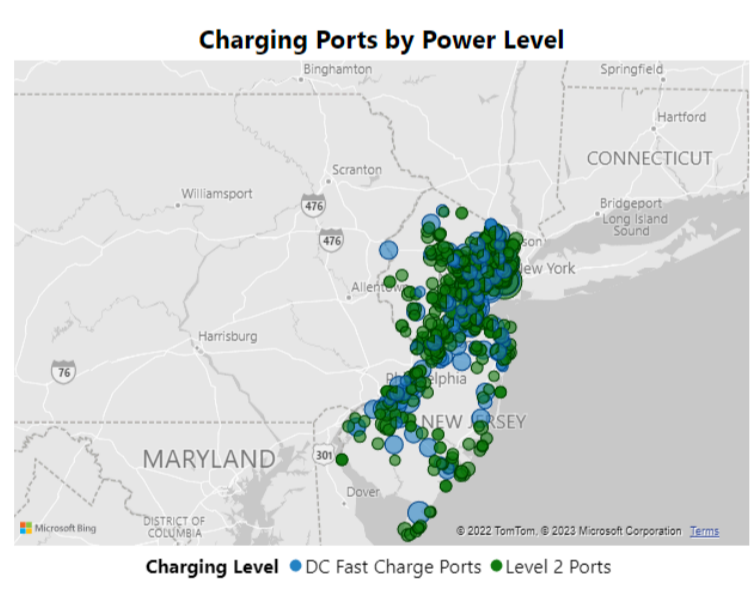 Charging Ports by Power Level
Binghamton
Springfield
Hartford
CONNECTICUT
Scranton
Williamsport
476
Bridgeport
Long Island
Sound
476
son
New York
Allentown
Harrisburg
76
Philadelphia
NEW JERSEY
MARYLAND
301
Dover
Microsoft Bing
DISTRICT OF
COLUMBIA
© 2022 TomTom, © 2023 Microsoft Corporation Terms
Charging Level DC Fast Charge Ports Level 2 Ports